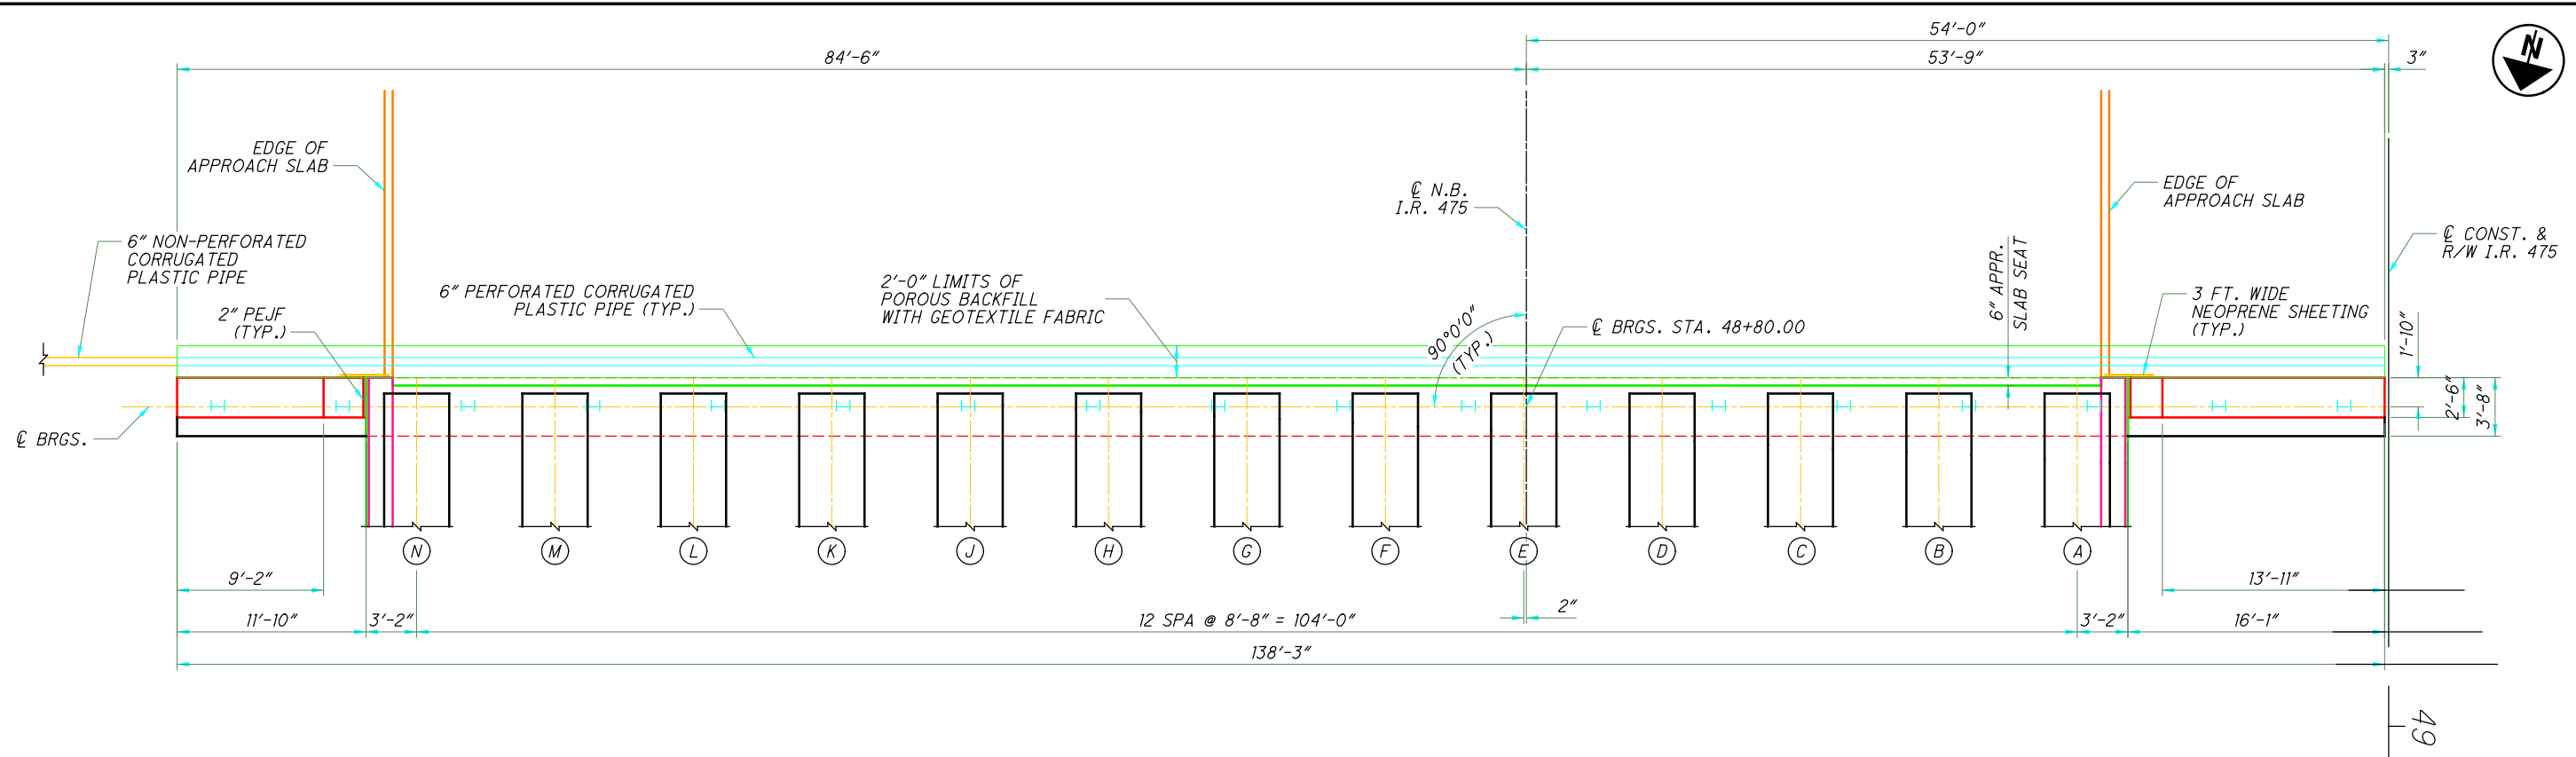 54'-0"
84'-6"
53'-9"
3"
N
EDGE OF
APPROACH SLAB
℄ N.B.
I.R. 475
EDGE OF
APPROACH SLAB
6" NON-PERFORATED
CORRUGATED
PLASTIC PIPE
℄ CONST. &
R/W I.R. 475
6" APPR.
SLAB SEAT
2'-0" LIMITS OF
POROUS BACKFILL
WITH GEOTEXTILE FABRIC
6" PERFORATED CORRUGATED
PLASTIC PIPE (TYP.)
3 FT. WIDE
NEOPRENE SHEETING
(TYP.)
2" PEJF
(TYP.)
90°0'0"
(TYP.)
℄ BRGS. STA. 48+80.00
1'-10"
2'-6"
3'-8"
℄ BRGS.
N
M
L
K
J
H
G
F
E
D
C
B
A
9'-2"
13'-11"
2"
11'-10"
3'-2"
12 SPA @ 8'-8" = 104'-0"
3'-2"
16'-1"
138'-3"
49